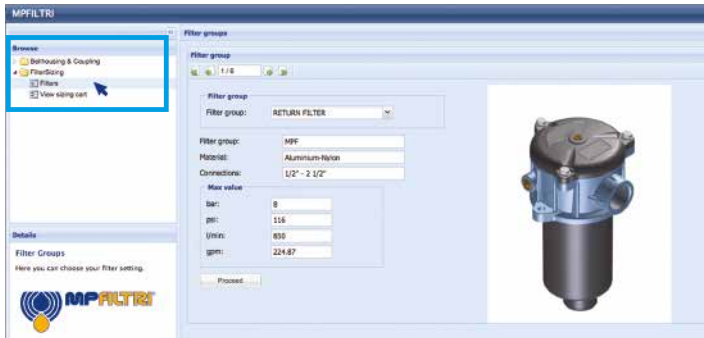 MPFILTRI
Browse
Bellhousing & Coupling
FilterSizing
Filters
View sizing cart
Details
Filter Groups
Here you can choose your filter setting.
MPFILTRI
Filter groups
Filter group
1/6
Filter group
Filter group: RETURN FILTER
Filter group: MPF
Material: Aluminium-Nylon
Connections: 1/2" - 2 1/2"
Max value
bar: 8
psi: 116
l/min: 850
gpm: 224.87
Proceed